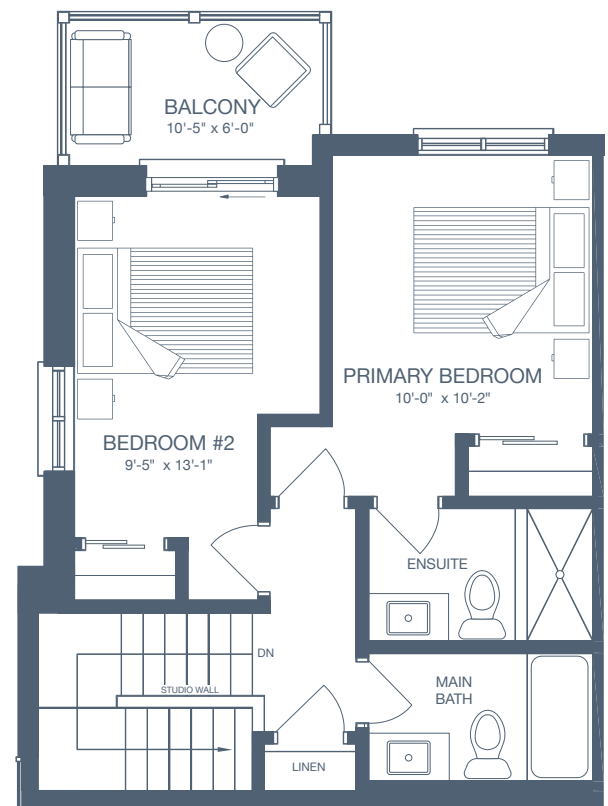 BALCONY
10'-5" x 6'-0"
PRIMARY BEDROOM
10'-0" x 10'-2"
BEDROOM #2
9'-5" x 13'-1"
ENSUITE
DN
STUDIO WALL
MAIN
BATH
LINEN